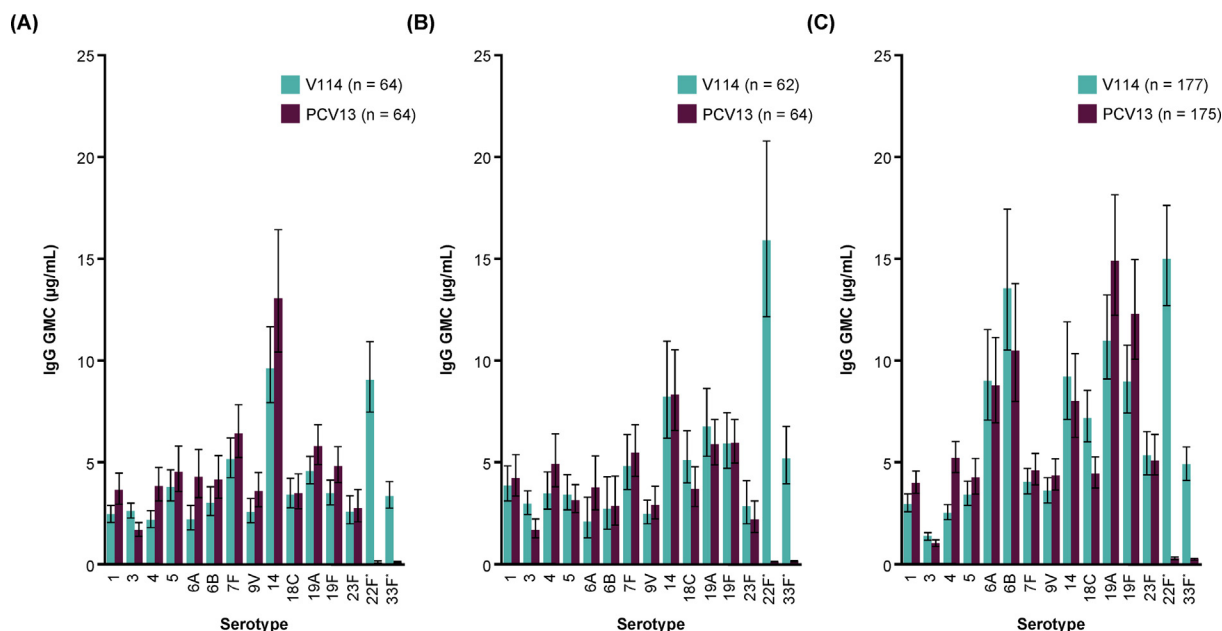 (A)
IgG GMC (µg/mL)
25
20
15
10
5
0
V114 (n = 64)
PCV13 (n = 64)
1 3 4 5 6A 6B 7F 9V 14 18C 19A 19F 23F 22F* 33F*
Serotype
(B)
IgG GMC (µg/mL)
25
20
15
10
5
0
V114 (n = 62)
PCV13 (n = 64)
1 3 4 5 6A 6B 7F 9V 14 18C 19A 19F 23F 22F* 33F*
Serotype
(C)
IgG GMC (µg/mL)
25
20
15
10
5
0
V114 (n = 177)
PCV13 (n = 175)
1 3 4 5 6A 6B 7F 9V 14 18C 19A 19F 23F 22F* 33F*
Serotype